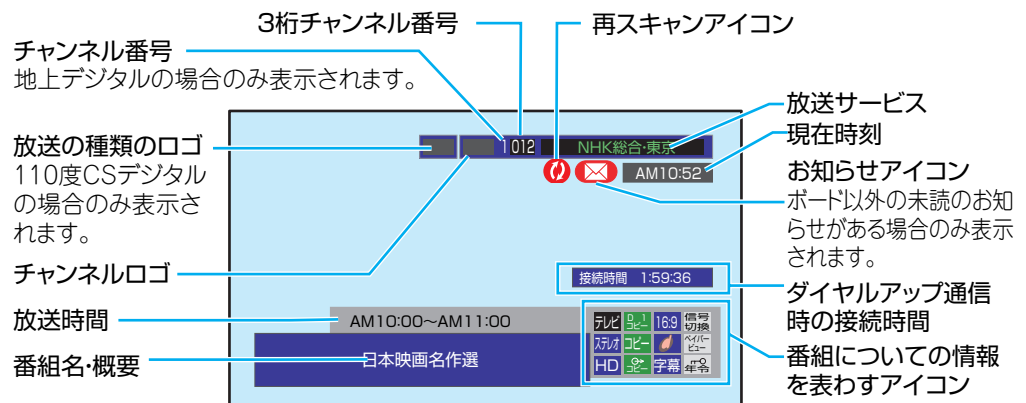 3桁チャンネル番号
再スキャンアイコン
チャンネル番号
地上デジタルの場合のみ表示されます。
放送サービス
現在時刻
放送の種類のロゴ
110度CSデジタル
の場合のみ表示さ
れます。
お知らせアイコン
ボード以外の未読のお知
らせがある場合のみ表示
されます。
チャンネルロゴ
ダイヤルアップ通信
時の接続時間
放送時間
番組名・概要
番組についての情報
を表わすアイコン
1 012 NHK総合・東京
AM10:52
接続時間 1:59:36
AM10:00～AM11:00
日本映画名作選
テレビ
D 1
コピー
16:9
信号
切換
ステレオ
コピー
ペイパー
ビュー
HD
コピー
字幕
年令